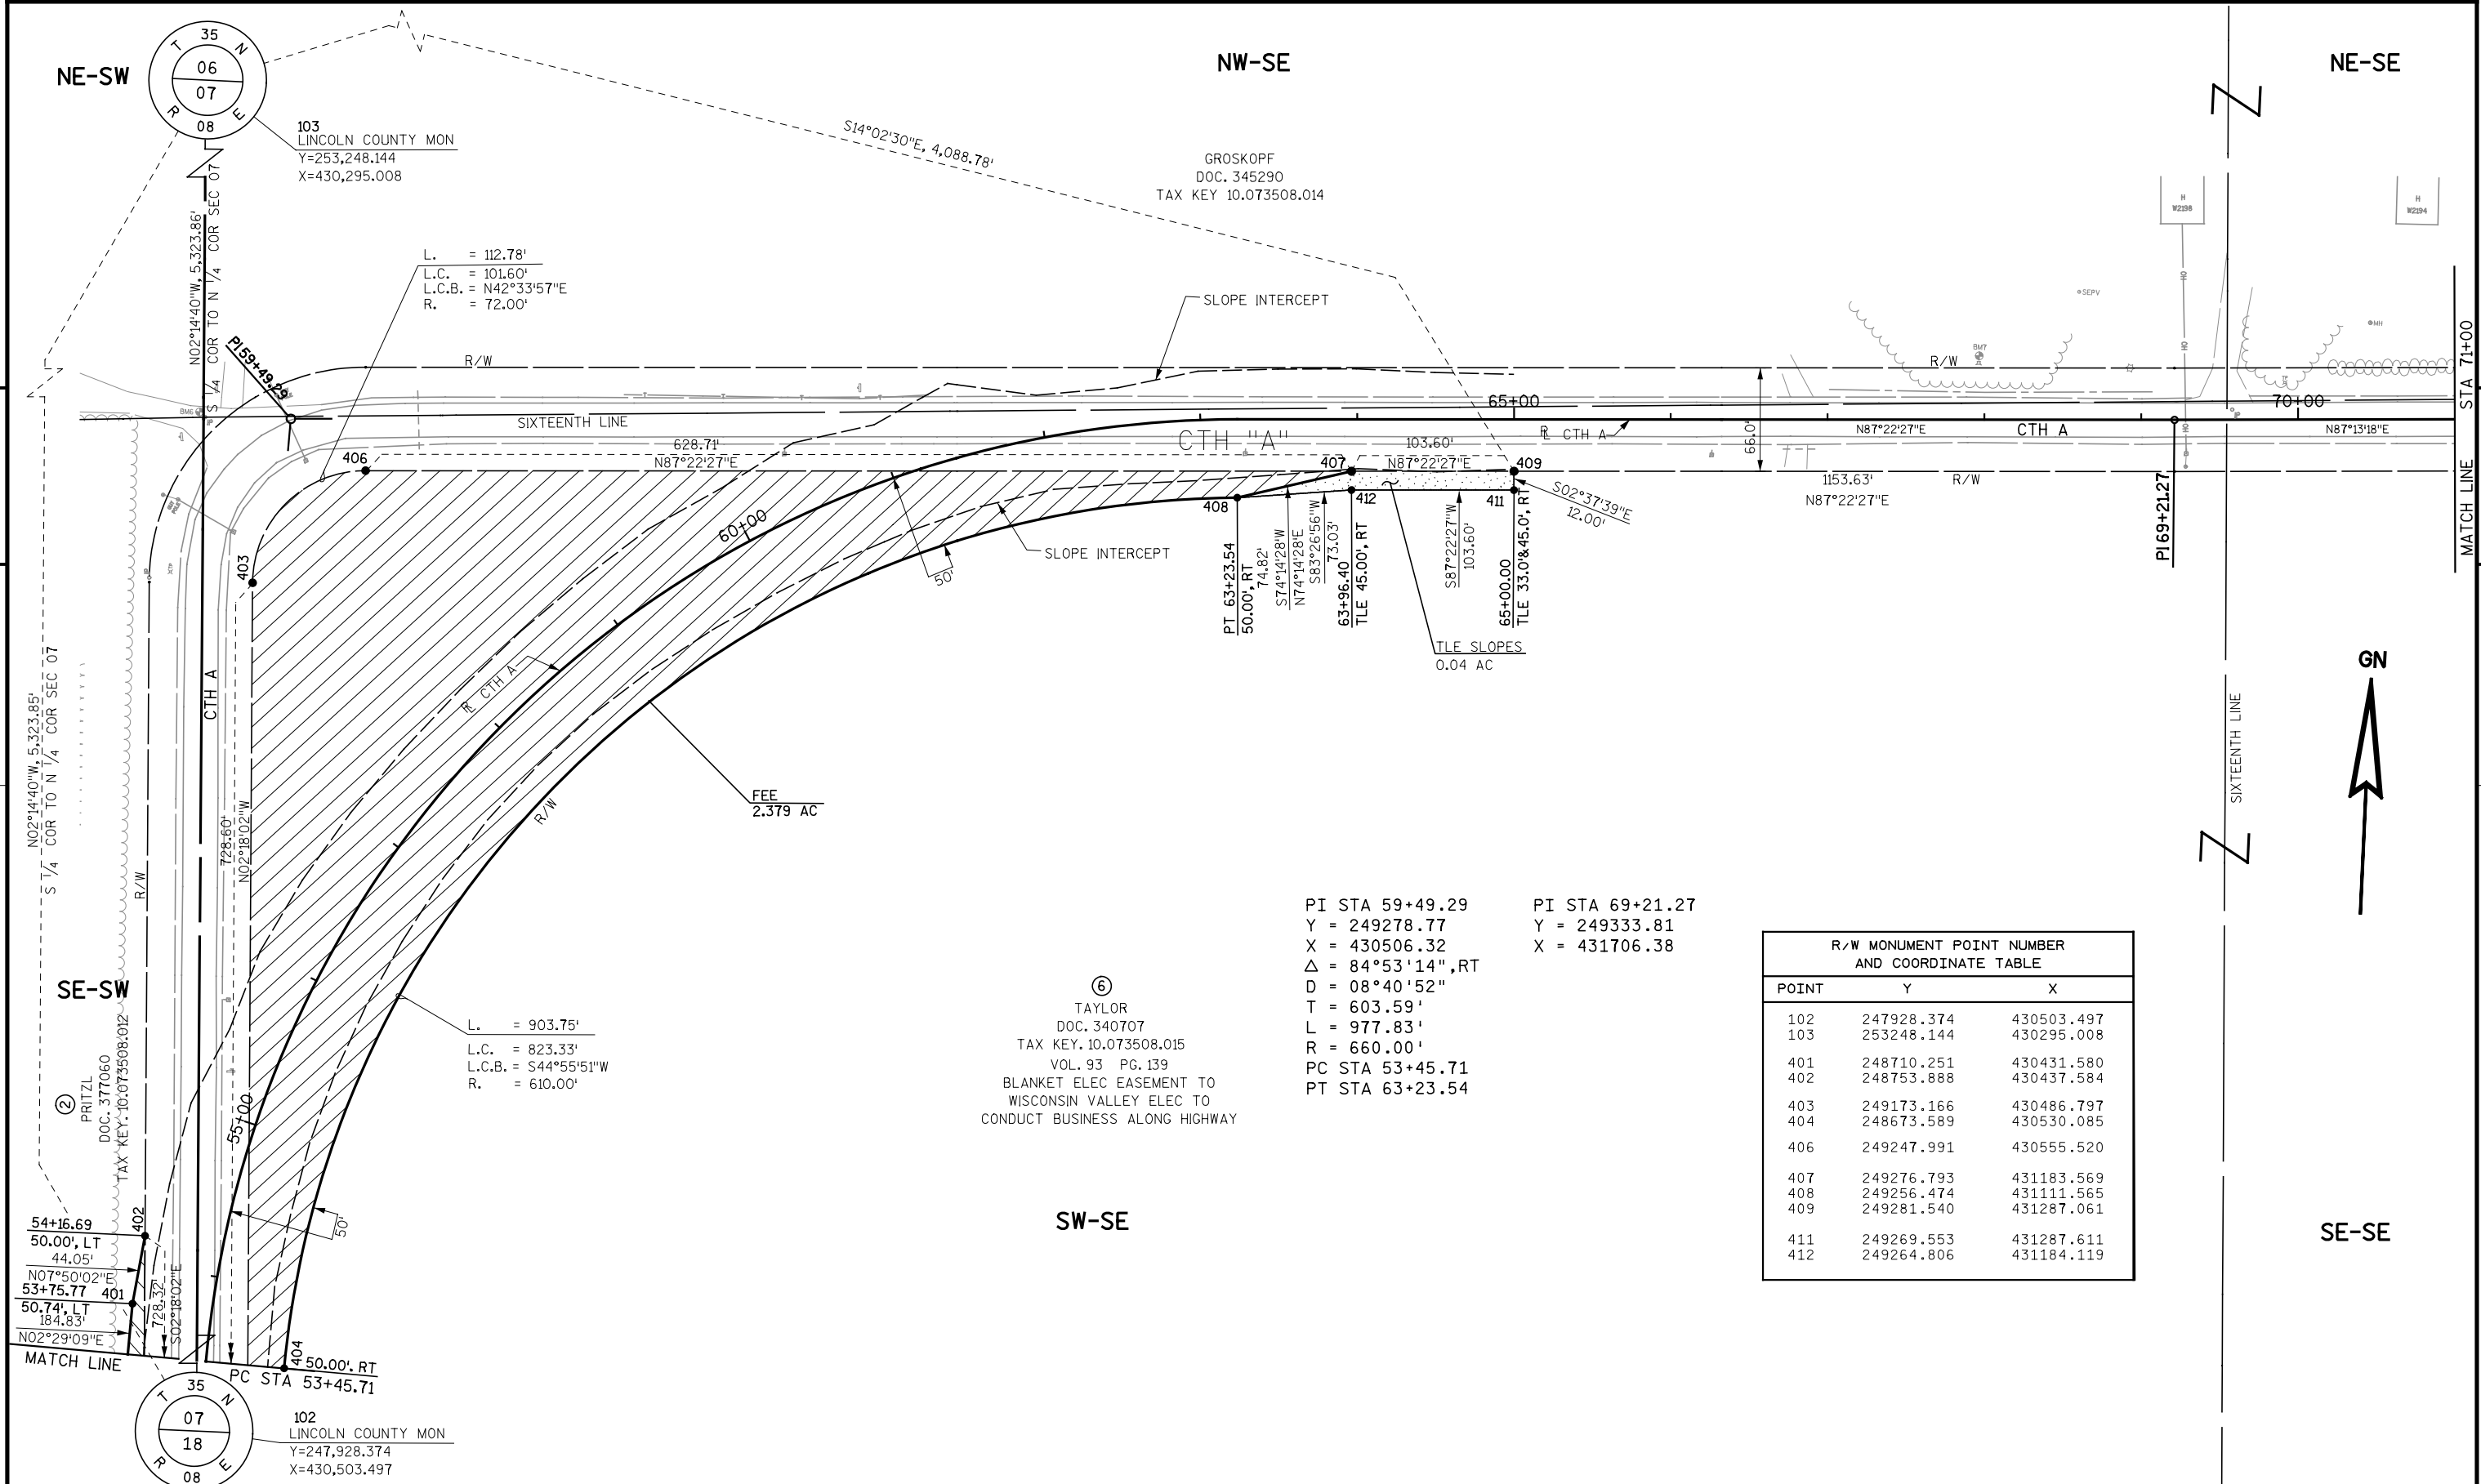 NE-SW
NW-SE
NE-SE
T 35 N
06
07
R 08 E
103
LINCOLN COUNTY MON
Y=253,248.144
X=430,295.008
S14°02'30"E, 4,088.78'
GROSKOPF
DOC. 345290
TAX KEY 10.073508.014
H
W2198
H
W2194
N02°14'40"W, 5,323.86'
S 1/4 COR TO N 1/4 COR SEC 07
L. = 112.78'
L.C. = 101.60'
L.C.B. = N42°33'57"E
R. = 72.00'
SLOPE INTERCEPT
PI 59+49.29
R/W
R/W
BM6
BM7
SEPV
MH
OH
OH
OH
SIXTEENTH LINE
65+00
70+00
MATCH LINE STA 71+00
628.71'
N87°22'27"E
CTH "A"
103.60'
N87°22'27"E
CTH A
66.0'
N87°22'27"E
CTH A
N87°13'18"E
406
407
409
1153.63'
R/W
N87°22'27"E
408
412
411
S02°37'39"E
12.00'
PI 69+21.27
403
60+00
50'
SLOPE INTERCEPT
PT 63+23.54
50.00', RT
74.82'
S74°14'28"W
N74°14'28"E
S83°26'56"W
73.03'
63+96.40
TLE 45.00', RT
S87°22'27"W
103.60'
65+00.00
TLE 33.0'&45.0', RT
TLE SLOPES
0.04 AC
GN
SIXTEENTH LINE
N02°14'40"W, 5,323.85'
S 1/4 COR TO N 1/4 COR SEC 07
CTH A
CTH A
R/W
728.60'
N02°18'02"W
R/W
FEE
2.379 AC
PI STA 59+49.29
Y = 249278.77
X = 430506.32
Δ = 84°53'14",RT
D = 08°40'52"
T = 603.59'
L = 977.83'
R = 660.00'
PC STA 53+45.71
PT STA 63+23.54
PI STA 69+21.27
Y = 249333.81
X = 431706.38
R/W MONUMENT POINT NUMBER
AND COORDINATE TABLE
POINT Y X
102 247928.374 430503.497
103 253248.144 430295.008
401 248710.251 430431.580
402 248753.888 430437.584
403 249173.166 430486.797
404 248673.589 430530.085
406 249247.991 430555.520
407 249276.793 431183.569
408 249256.474 431111.565
409 249281.540 431287.061
411 249269.553 431287.611
412 249264.806 431184.119
SE-SW
2
PRITZL
DOC. 377060
TAX KEY. 10.073508.012
L. = 903.75'
L.C. = 823.33'
L.C.B. = S44°55'51"W
R. = 610.00'
6
TAYLOR
DOC. 340707
TAX KEY. 10.073508.015
VOL. 93 PG. 139
BLANKET ELEC EASEMENT TO
WISCONSIN VALLEY ELEC TO
CONDUCT BUSINESS ALONG HIGHWAY
55+00
SW-SE
SE-SE
50'
402
54+16.69
50.00', LT
44.05'
N07°50'02"E
53+75.77
401
50.74', LT
184.83'
N02°29'09"E
728.32'
S02°18'02"E
404
50.00'. RT
MATCH LINE
PC STA 53+45.71
T 35 N
07
18
R 08 E
102
LINCOLN COUNTY MON
Y=247,928.374
X=430,503.497